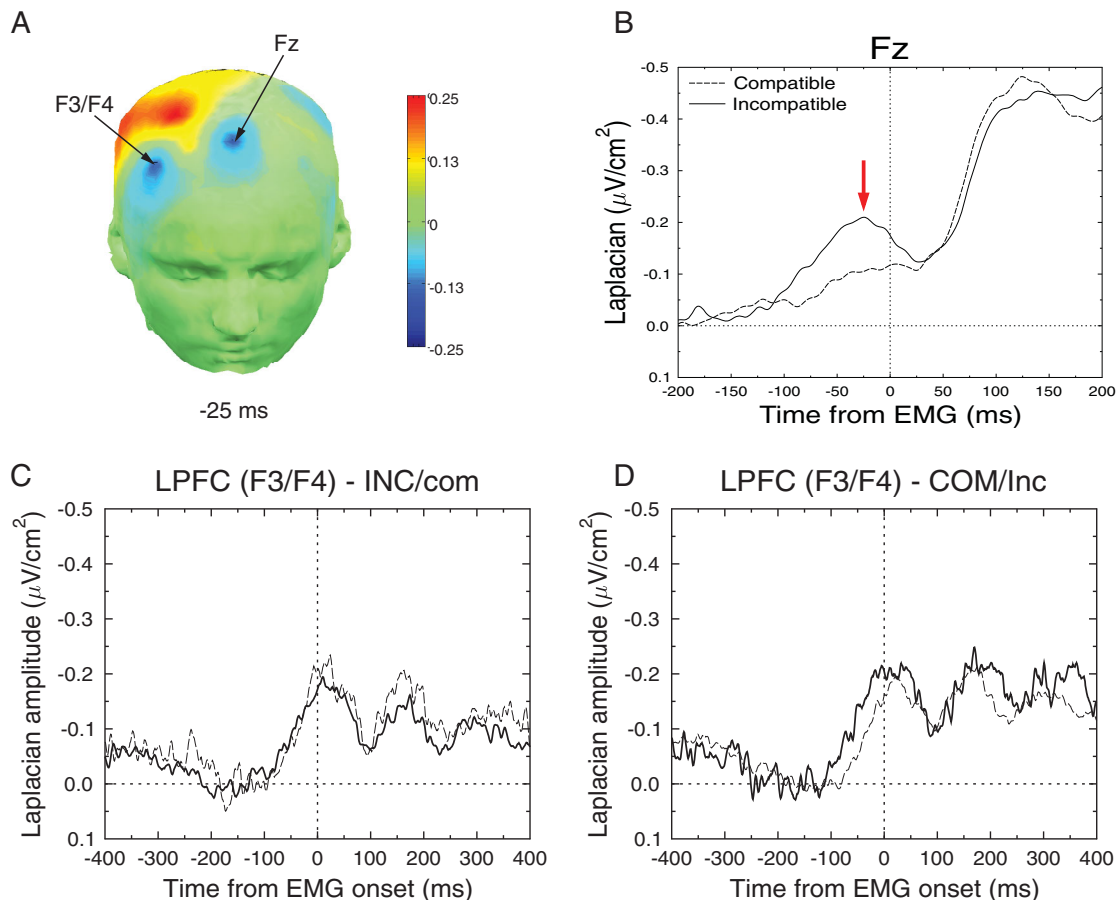 A
Fz
F3/F4
0.25
0.13
0
-0.13
-0.25
-25 ms
B
Fz
Compatible
Incompatible
Laplacian (µV/cm²)
-0.5
-0.4
-0.3
-0.2
-0.1
0.0
0.1
-200 -150 -100 -50 0 50 100 150 200
Time from EMG (ms)
C
LPFC (F3/F4) - INC/com
Laplacian amplitude (µV/cm²)
-0.5
-0.4
-0.3
-0.2
-0.1
0.0
0.1
-400 -300 -200 -100 0 100 200 300 400
Time from EMG onset (ms)
D
LPFC (F3/F4) - COM/Inc
Laplacian amplitude (µV/cm²)
-0.5
-0.4
-0.3
-0.2
-0.1
0.0
0.1
-400 -300 -200 -100 0 100 200 300 400
Time from EMG onset (ms)